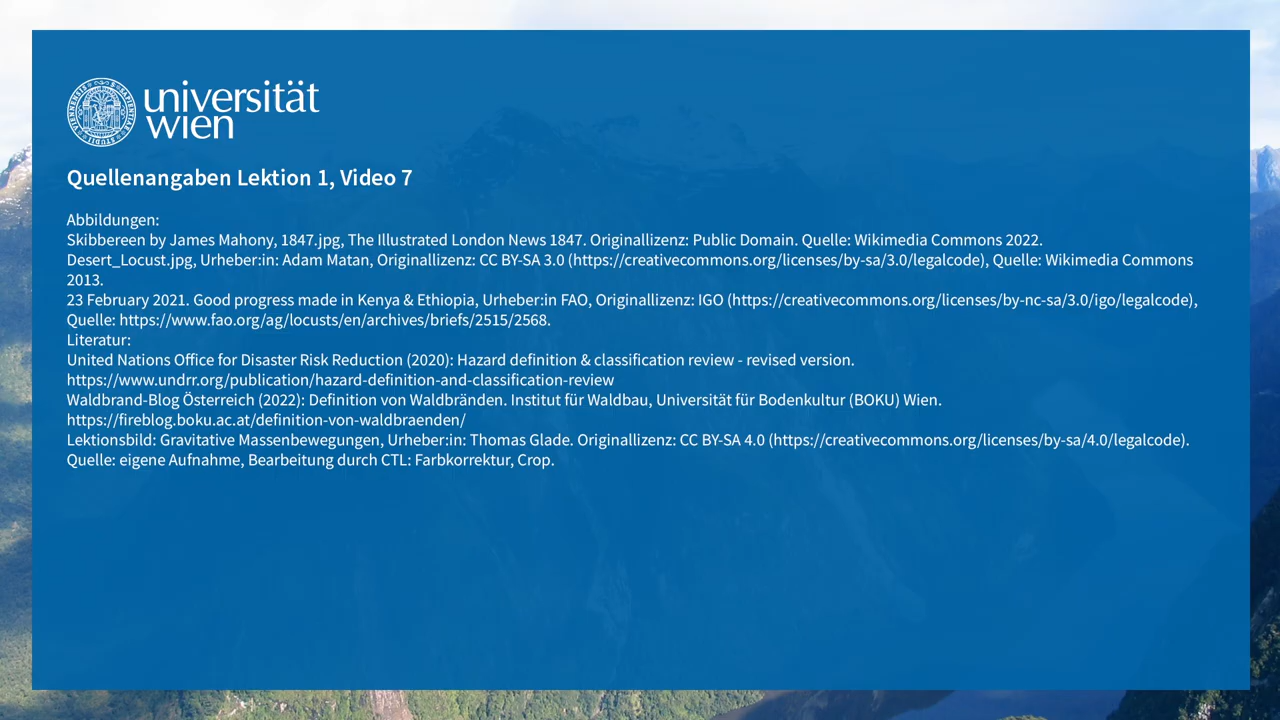 universität
wien
Quellenangaben Lektion 1, Video 7
Abbildungen:
Skibbereen by James Mahony, 1847.jpg, The Illustrated London News 1847. Originallizenz: Public Domain. Quelle: Wikimedia Commons 2022.
Desert_Locust.jpg, Urheber:in: Adam Matan, Originallizenz: CC BY-SA 3.0 (https://creativecommons.org/licenses/by-sa/3.0/legalcode), Quelle: Wikimedia Commons
2013.
23 February 2021. Good progress made in Kenya & Ethiopia, Urheber:in FAO, Originallizenz: IGO (https://creativecommons.org/licenses/by-nc-sa/3.0/igo/legalcode),
Quelle: https://www.fao.org/ag/locusts/en/archives/briefs/2515/2568.
Literatur:
United Nations Office for Disaster Risk Reduction (2020): Hazard definition & classification review - revised version.
https://www.undrr.org/publication/hazard-definition-and-classification-review
Waldbrand-Blog Österreich (2022): Definition von Waldbränden. Institut für Waldbau, Universität für Bodenkultur (BOKU) Wien.
https://fireblog.boku.ac.at/definition-von-waldbraenden/
Lektionsbild: Gravitative Massenbewegungen, Urheber:in: Thomas Glade. Originallizenz: CC BY-SA 4.0 (https://creativecommons.org/licenses/by-sa/4.0/legalcode).
Quelle: eigene Aufnahme, Bearbeitung durch CTL: Farbkorrektur, Crop.